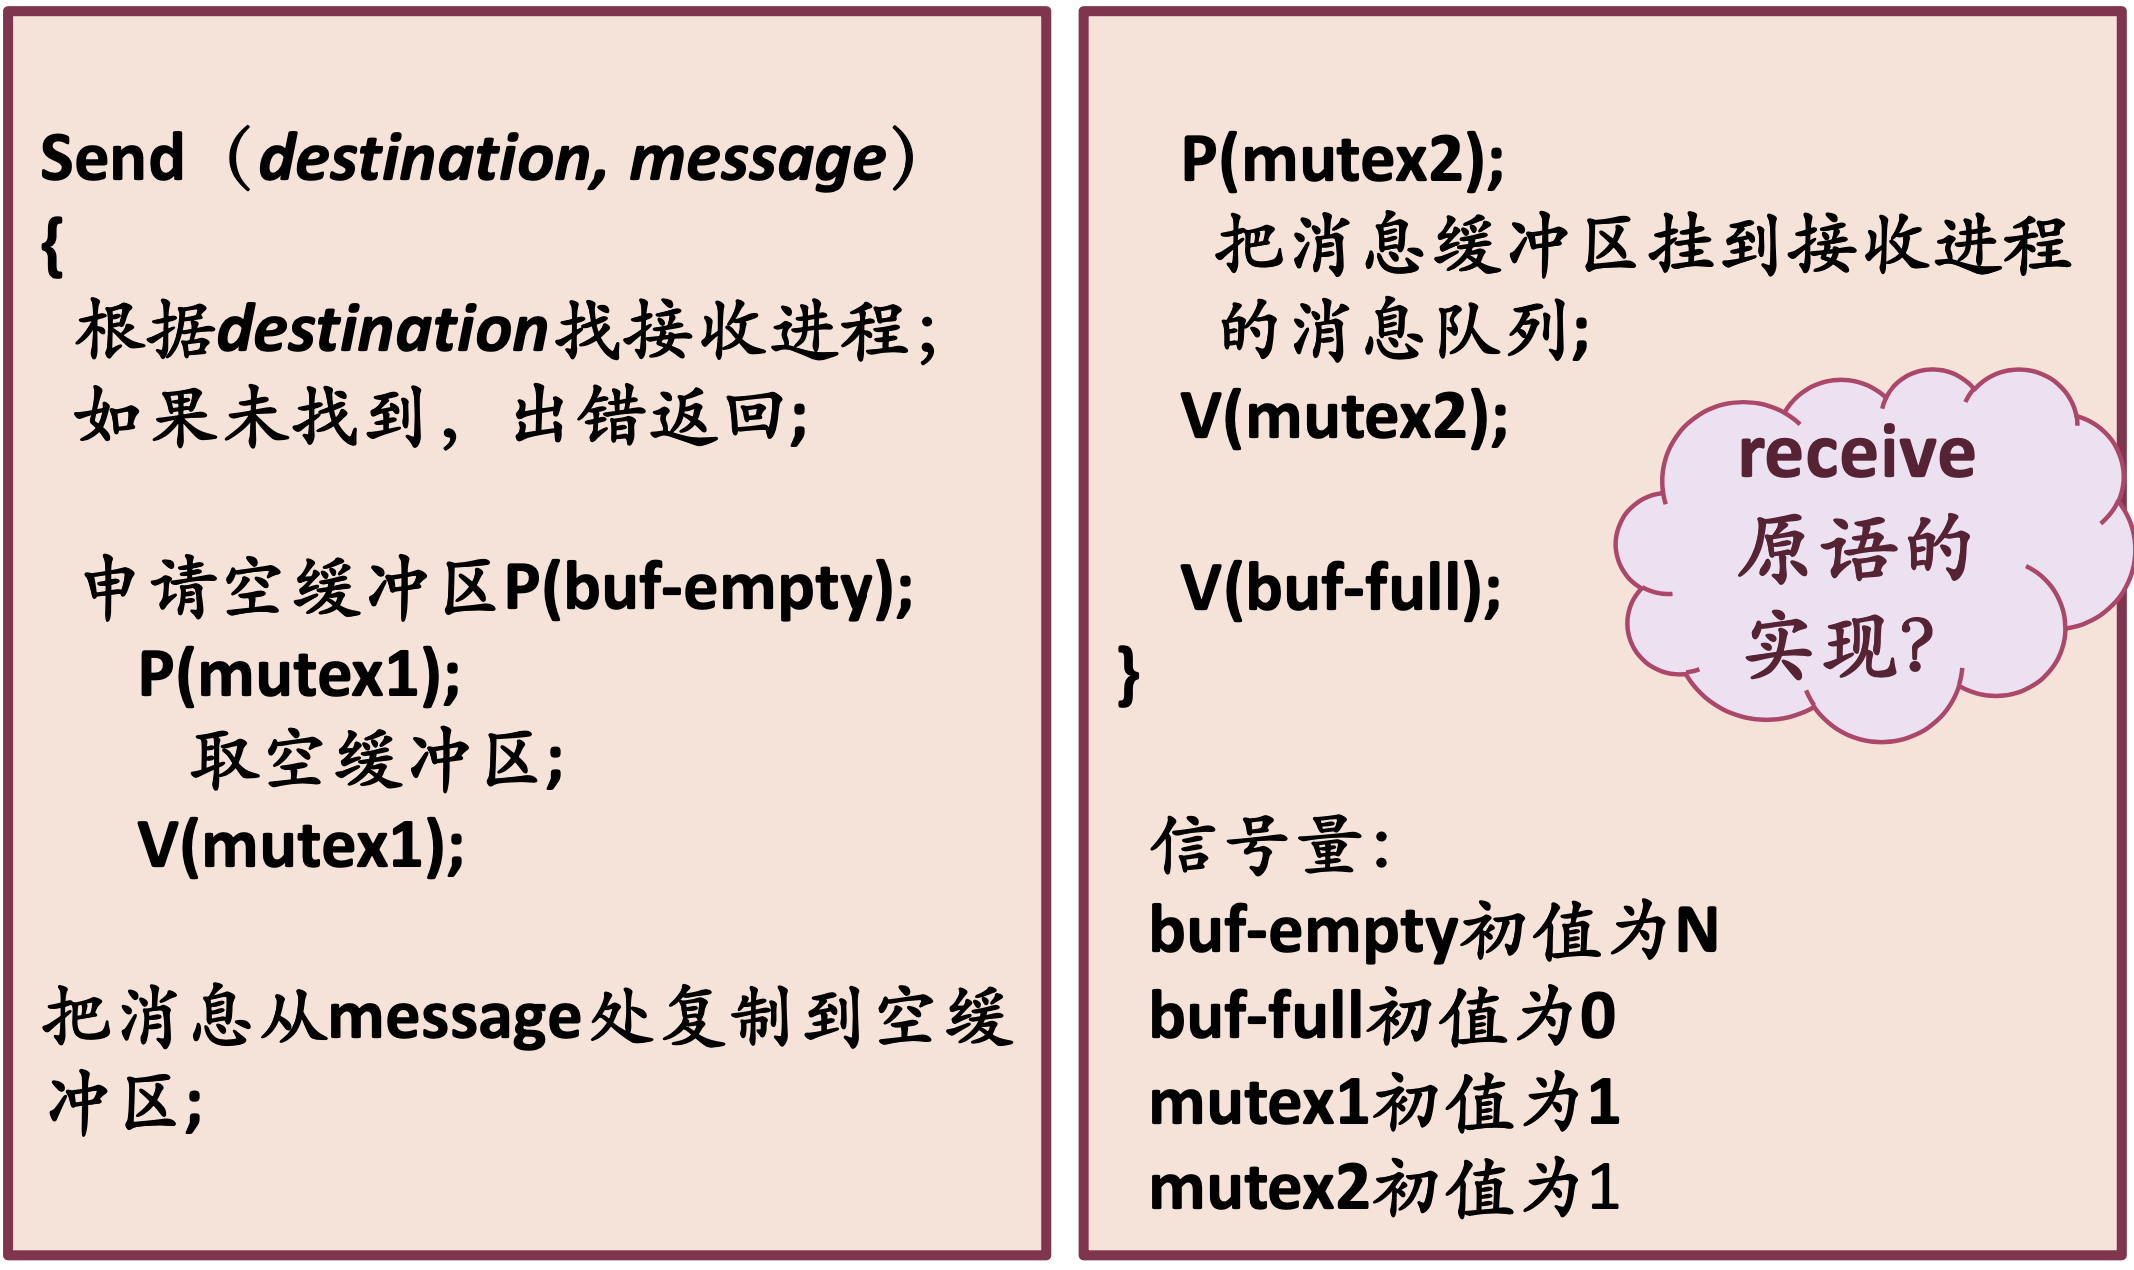 Send（destination, message）
{
根据destination找接收进程；
如果未找到，出错返回;
申请空缓冲区P(buf-empty);
P(mutex1);
取空缓冲区;
V(mutex1);
把消息从message处复制到空缓
冲区;
P(mutex2);
把消息缓冲区挂到接收进程
的消息队列;
V(mutex2);
V(buf-full);
}
receive
原语的
实现？
信号量：
buf-empty初值为N
buf-full初值为0
mutex1初值为1
mutex2初值为1